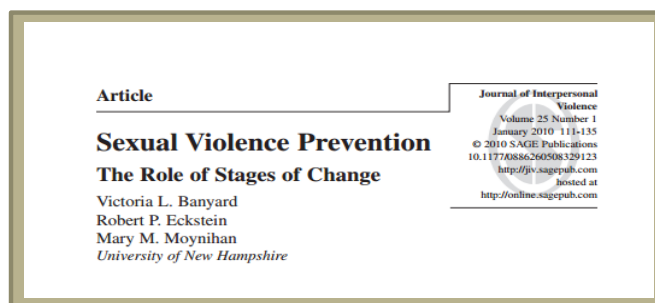 Article
Journal of Interpersonal
Violence
Volume 25 Number 1
January 2010 111-135
© 2010 SAGE Publications
10.1177/0886260508329123
http://jiv.sagepub.com
hosted at
http://online.sagepub.com
Sexual Violence Prevention
The Role of Stages of Change
Victoria L. Banyard
Robert P. Eckstein
Mary M. Moynihan
University of New Hampshire